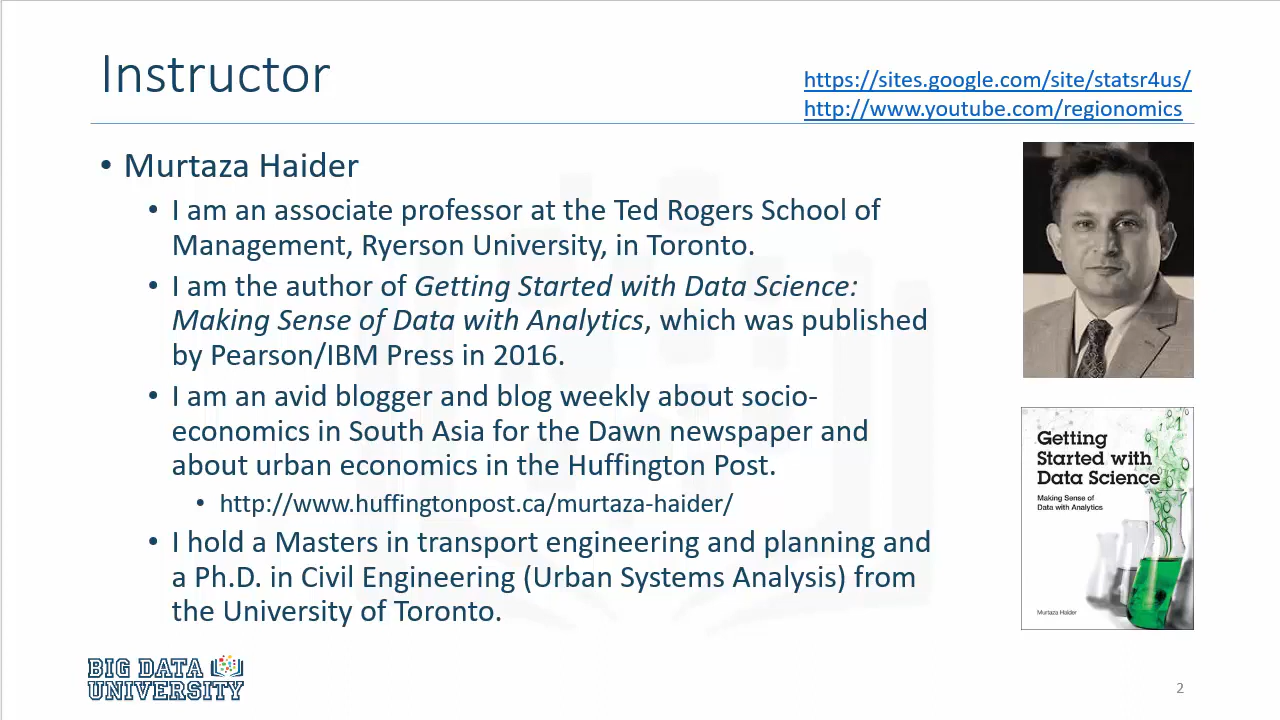 Instructor
https://sites.google.com/site/statsr4us/
http://www.youtube.com/regionomics
• Murtaza Haider
• I am an associate professor at the Ted Rogers School of
Management, Ryerson University, in Toronto.
• I am the author of Getting Started with Data Science:
Making Sense of Data with Analytics, which was published
by Pearson/IBM Press in 2016.
• I am an avid blogger and blog weekly about socio-
economics in South Asia for the Dawn newspaper and
about urban economics in the Huffington Post.
• http://www.huffingtonpost.ca/murtaza-haider/
• I hold a Masters in transport engineering and planning and
a Ph.D. in Civil Engineering (Urban Systems Analysis) from
the University of Toronto.
Getting
Started with
Data Science
Making Sense of
Data with Analytics
Murtaza Haider
BIG DATA
UNIVERSITY
2